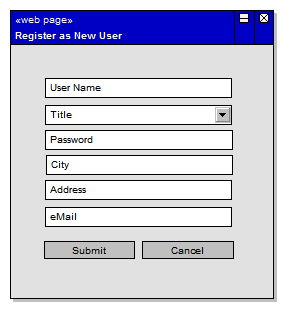 «web page»
Register as New User
User Name
Title
Password
City
Address
eMail
Submit Cancel